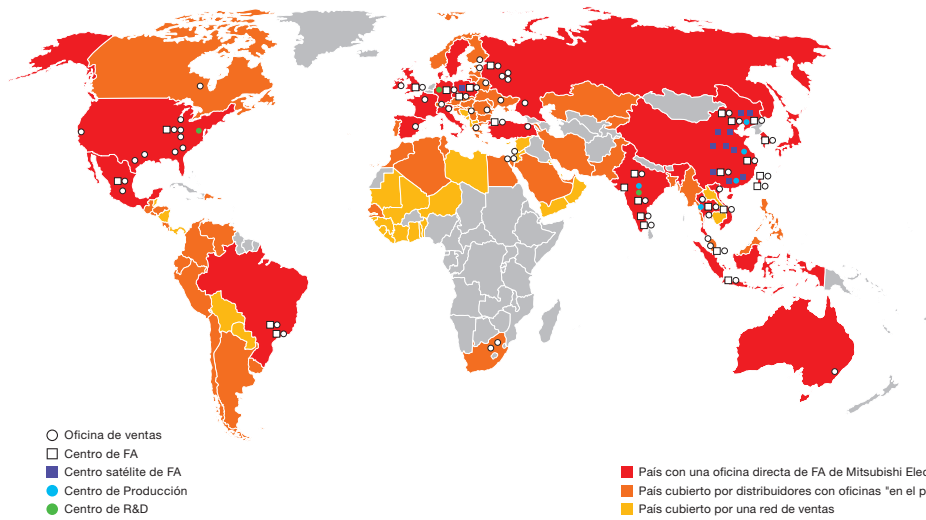 Oficina de ventas
Centro de FA
Centro satélite de FA
Centro de Producción
Centro de R&D
País con una oficina directa de FA de Mitsubishi Elec
País cubierto por distribuidores con oficinas "en el p
País cubierto por una red de ventas